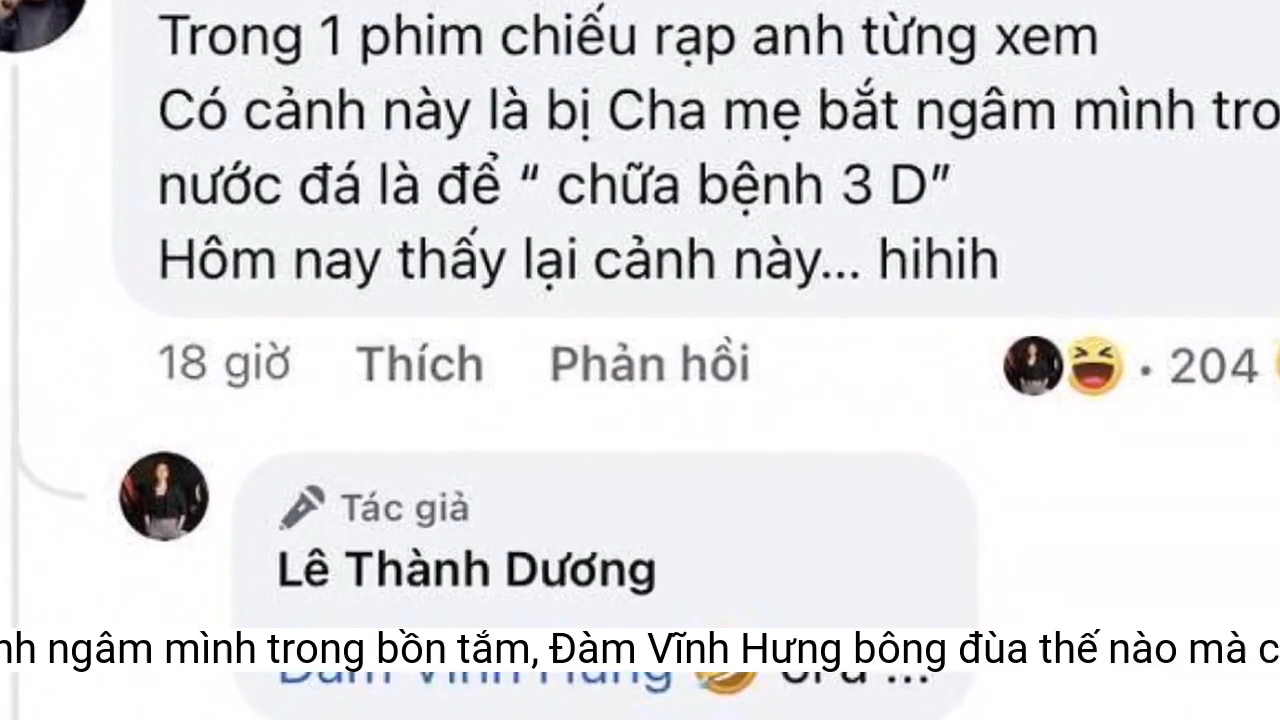 Trong 1 phim chiếu rạp anh từng xem
Có cảnh này là bị Cha mẹ bắt ngâm mình tro
nước đá là để “ chữa bệnh 3 D”
Hôm nay thấy lại cảnh này... hihih
18 giờ Thích Phản hồi 204
Tác giả
Lê Thành Dương
nh ngâm mình trong bồn tắm, Đàm Vĩnh Hưng bông đùa thế nào mà c
Đàm Vĩnh Hưng